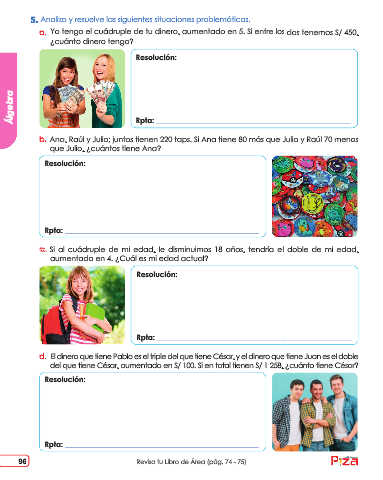 5. Analiza y resuelve las siguientes situaciones problemáticas.
a. Yo tengo el cuádruple de tu dinero, aumentado en 5. Si entre los dos tenemos S/ 450,
¿cuánto dinero tengo?
Resolución:
Rpta:
Álgebra
b. Ana, Raúl y Julio; juntos tienen 220 taps. Si Ana tiene 80 más que Julio y Raúl 70 menos
que Julio, ¿cuántos tiene Ana?
Resolución:
Rpta:
c. Si al cuádruple de mi edad, le disminuimos 18 años, tendría el doble de mi edad,
aumentado en 4. ¿Cuál es mi edad actual?
Resolución:
Rpta:
d. El dinero que tiene Pablo es el triple del que tiene César, y el dinero que tiene Juan es el doble
del que tiene César, aumentado en S/ 100. Si en total tienen S/ 1 258, ¿cuánto tiene César?
Resolución:
Rpta:
96
Revisa tu Libro de Área (pág. 74 - 75)